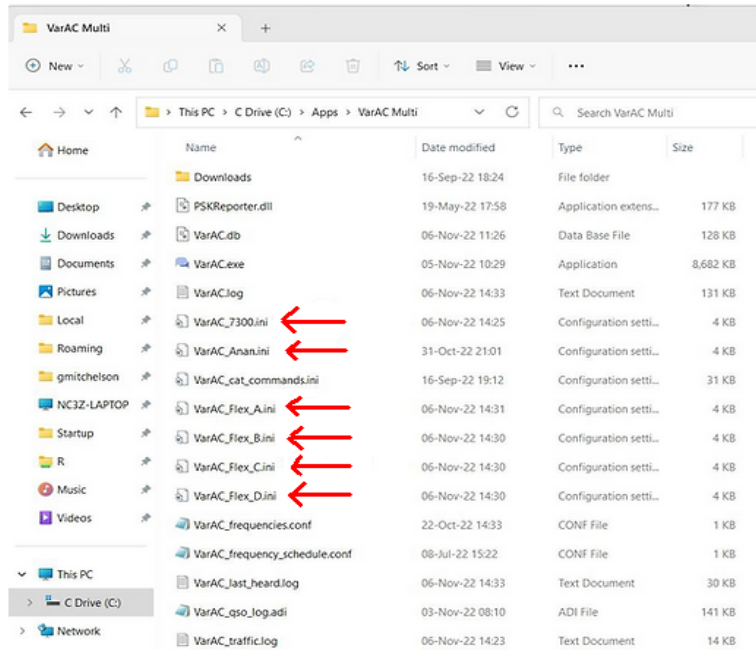 VarAC Multi
New
Sort
View
This PC > C Drive (C:) > Apps > VarAC Multi
Search VarAC Multi
Home
Desktop
Downloads
Documents
Pictures
Local
Roaming
gmitchelson
NC3Z-LAPTOP
Startup
R
Music
Videos
This PC
C Drive (C:)
Network
Name Date modified Type Size
Downloads 16-Sep-22 18:24 File folder
PSKReporter.dll 19-May-22 17:58 Application extens... 177 KB
VarAC.db 06-Nov-22 11:26 Data Base File 128 KB
VarAC.exe 05-Nov-22 10:29 Application 8,682 KB
VarAC.log 06-Nov-22 14:33 Text Document 131 KB
VarAC_7300.ini 06-Nov-22 14:25 Configuration setti... 4 KB
VarAC_Anan.ini 31-Oct-22 21:01 Configuration setti... 4 KB
VarAC_cat_commands.ini 16-Sep-22 19:12 Configuration setti... 31 KB
VarAC_Flex_A.ini 06-Nov-22 14:31 Configuration setti... 4 KB
VarAC_Flex_B.ini 06-Nov-22 14:30 Configuration setti... 4 KB
VarAC_Flex_C.ini 06-Nov-22 14:30 Configuration setti... 4 KB
VarAC_Flex_D.ini 06-Nov-22 14:30 Configuration setti... 4 KB
VarAC_frequencies.conf 22-Oct-22 14:33 CONF File 1 KB
VarAC_frequency_schedule.conf 08-Jul-22 15:22 CONF File 1 KB
VarAC_last_heard.log 06-Nov-22 14:33 Text Document 30 KB
VarAC_qso_log.adi 03-Nov-22 08:10 ADI File 141 KB
VarAC_traffic.log 06-Nov-22 14:23 Text Document 14 KB